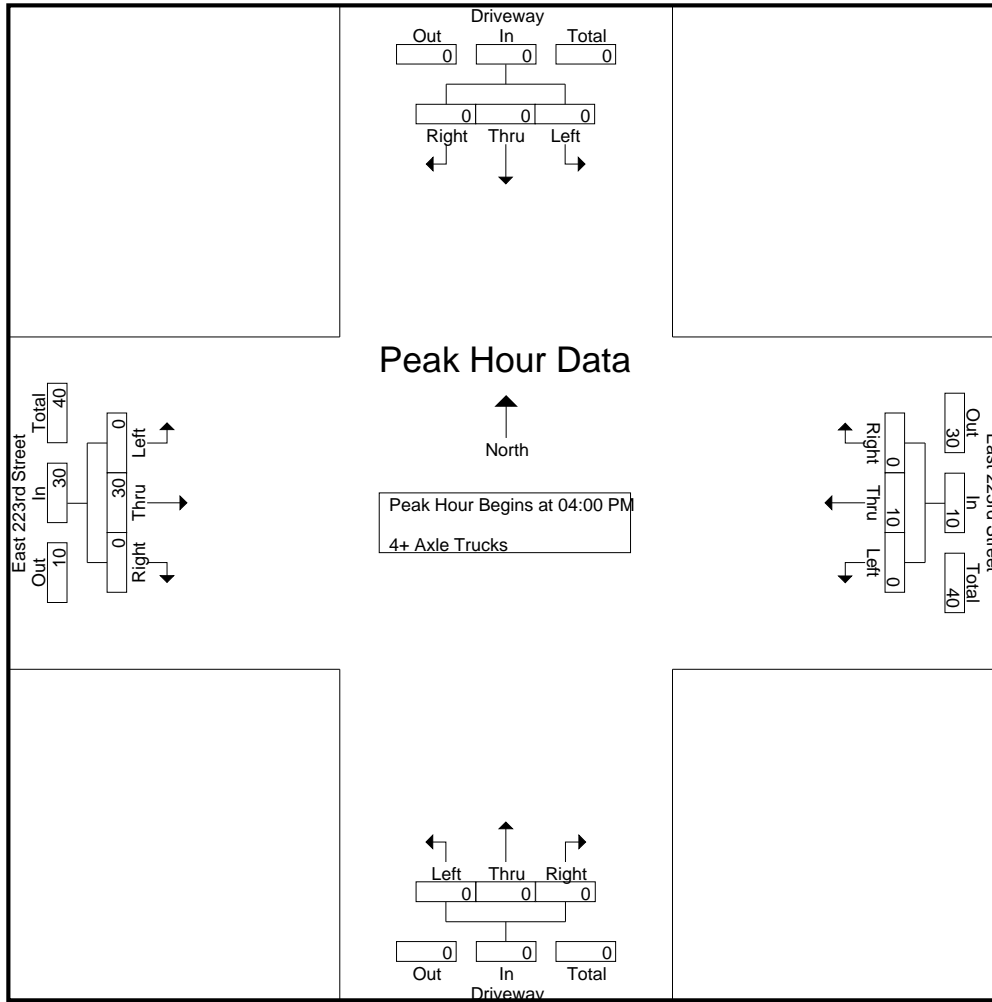 Driveway
Out In Total
0 0 0
0 0 0
Right Thru Left
Peak Hour Data
North
Peak Hour Begins at 04:00 PM
4+ Axle Trucks
East 223rd Street
Out In Total
10 30 40
Right Thru Left
0 30 0
East 223rd Street
Out In Total
30 10 40
Right Thru Left
0 10 0
Left Thru Right
0 0 0
0 0 0
Out In Total
Driveway